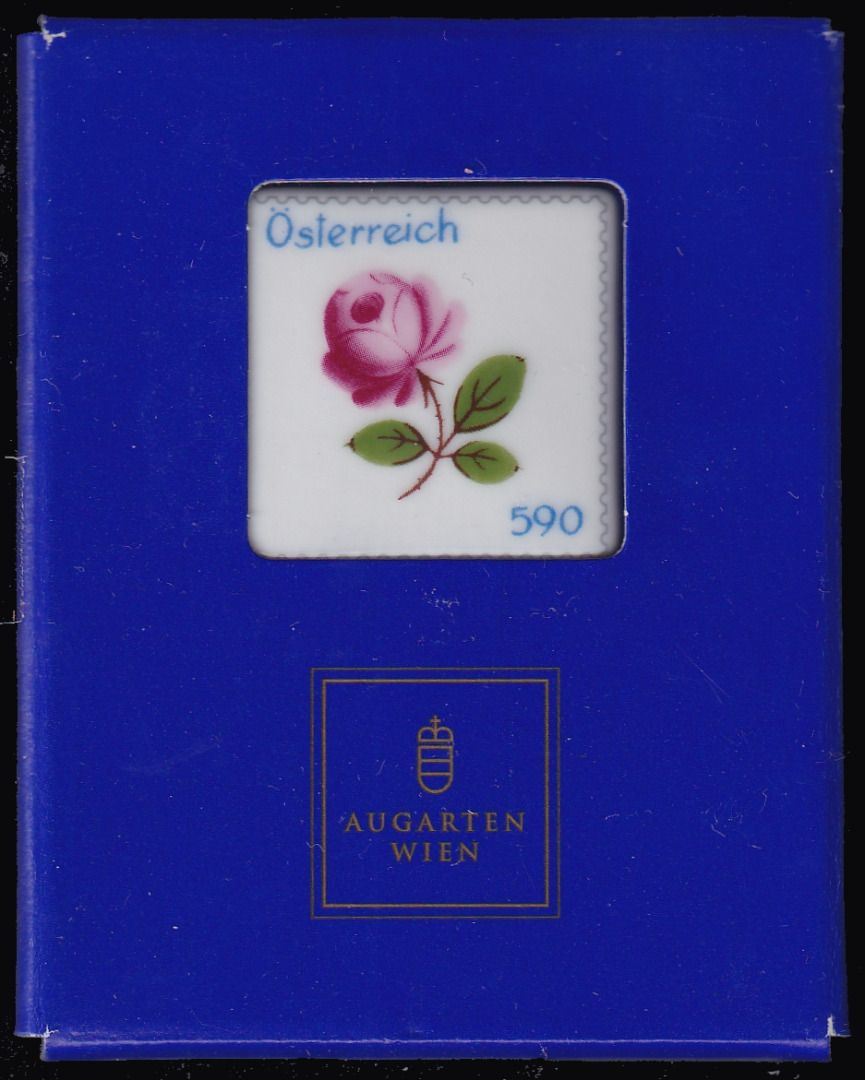 Österreich
590
AUGARTEN
WIEN